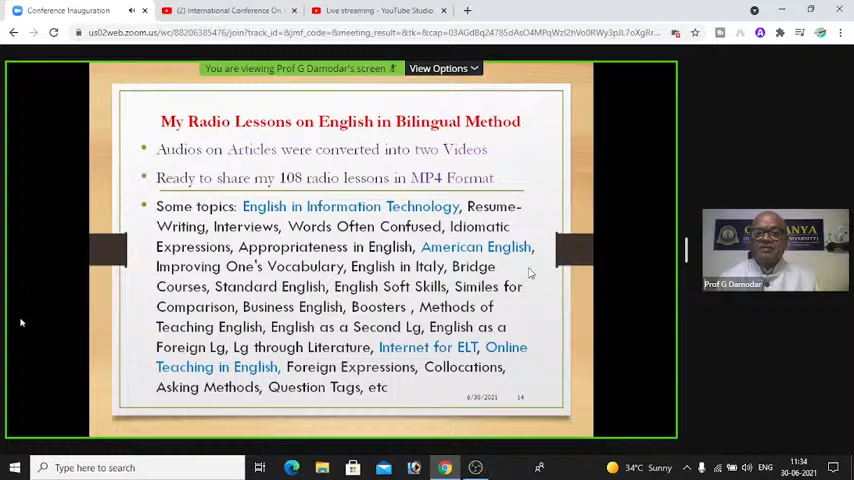 Conference Inauguration
(2) International Conference On
Live streaming - YouTube Studio
You are viewing Prof G Damodar's screen
View Options
My Radio Lessons on English in Bilingual Method
Audios on Articles were converted into two Videos
Ready to share my 108 radio lessons in MP4 Format
Some topics: English in Information Technology, Resume-
Writing, Interviews, Words Often Confused, Idiomatic
Expressions, Appropriateness in English, American English,
Improving One's Vocabulary, English in Italy, Bridge
Courses, Standard English, English Soft Skills, Similes for
Comparison, Business English, Boosters , Methods of
Teaching English, English as a Second Lg, English as a
Foreign Lg, Lg through Literature, Internet for ELT, Online
Teaching in English, Foreign Expressions, Collocations,
Asking Methods, Question Tags, etc
6/30/2021 14
Prof G Damodar
Type here to search
34°C Sunny
ENG
11:34
30-06-2021